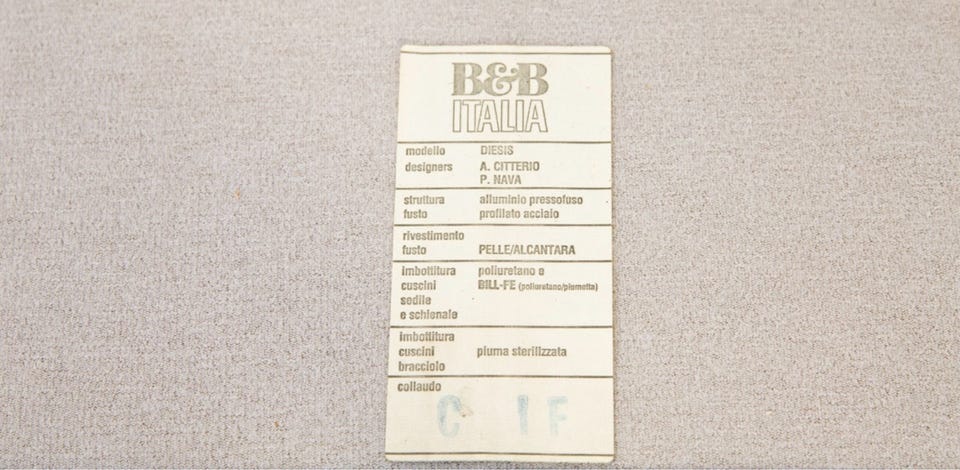 B&B
ITALIA
modello DIESIS
designers A. CITTERIO
P. NAVA
struttura alluminio pressofuso
fusto profilato acciaio
rivestimento
fusto PELLE/ALCANTARA
imbottitura poliuretano e
cuscini BILL-FE (poliuretano/piumetta)
sedile
e schienale
imbottitura
cuscini piuma sterilizzata
bracciolo
collaudo
C IF